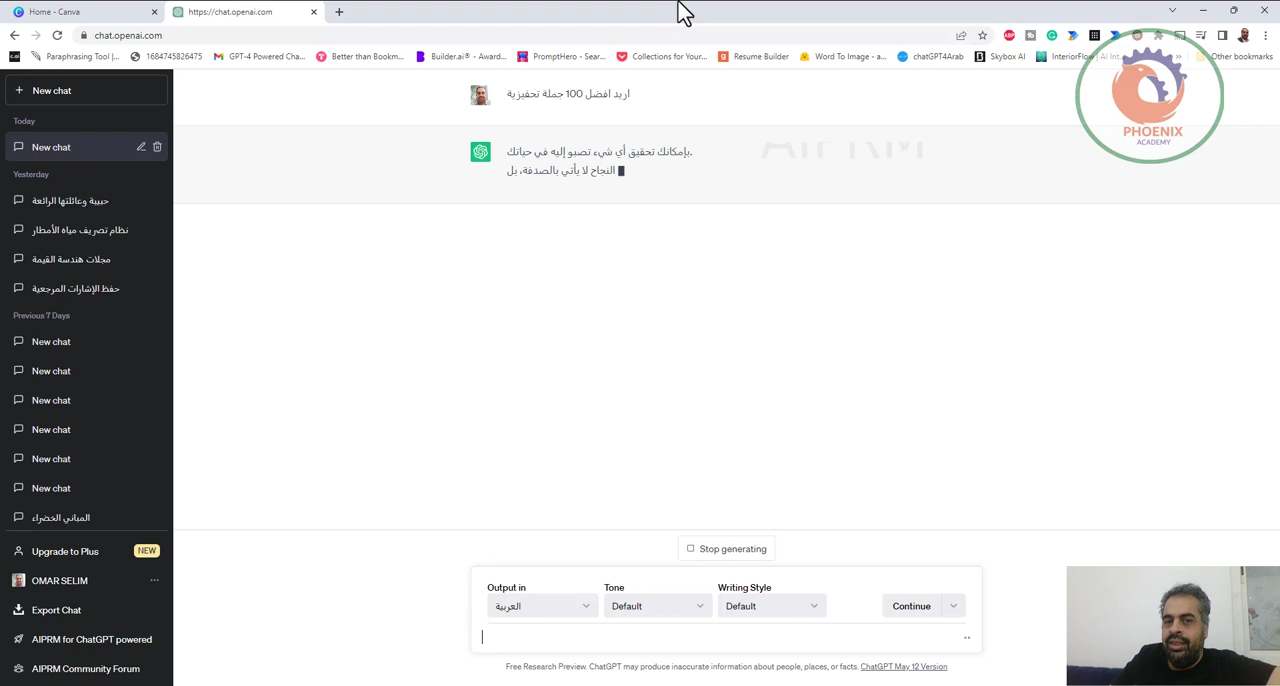 Home - Canva
https://chat.openai.com
chat.openai.com
Paraphrasing Tool |...
1684745826475
GPT-4 Powered Cha...
Better than Bookm...
Builder.ai® - Award...
PromptHero - Sear...
Collections for Your...
Resume Builder
Word To Image - a...
chatGPT4Arab
Skybox AI
InteriorFlow
Other bookmarks
PHOENIX
ACADEMY
New chat
Today
New chat
Yesterday
حبيبة وعائلتها الرائعة
نظام تصريف مياه الأمطار
مجلات هندسة القيمة
حفظ الإشارات المرجعية
Previous 7 Days
New chat
New chat
New chat
New chat
New chat
New chat
المباني الخضراء
Upgrade to Plus NEW
OMAR SELIM
Export Chat
AIPRM for ChatGPT powered
AIPRM Community Forum
اريد افضل 100 جملة تحفيزية
بإمكانك تحقيق أي شيء تصبو إليه في حياتك.
النجاح لا يأتي بالصدفة، بل
AIPRM
Stop generating
Output in
العربية
Tone
Default
Writing Style
Default
Continue
Free Research Preview. ChatGPT may produce inaccurate information about people, places, or facts. ChatGPT May 12 Version